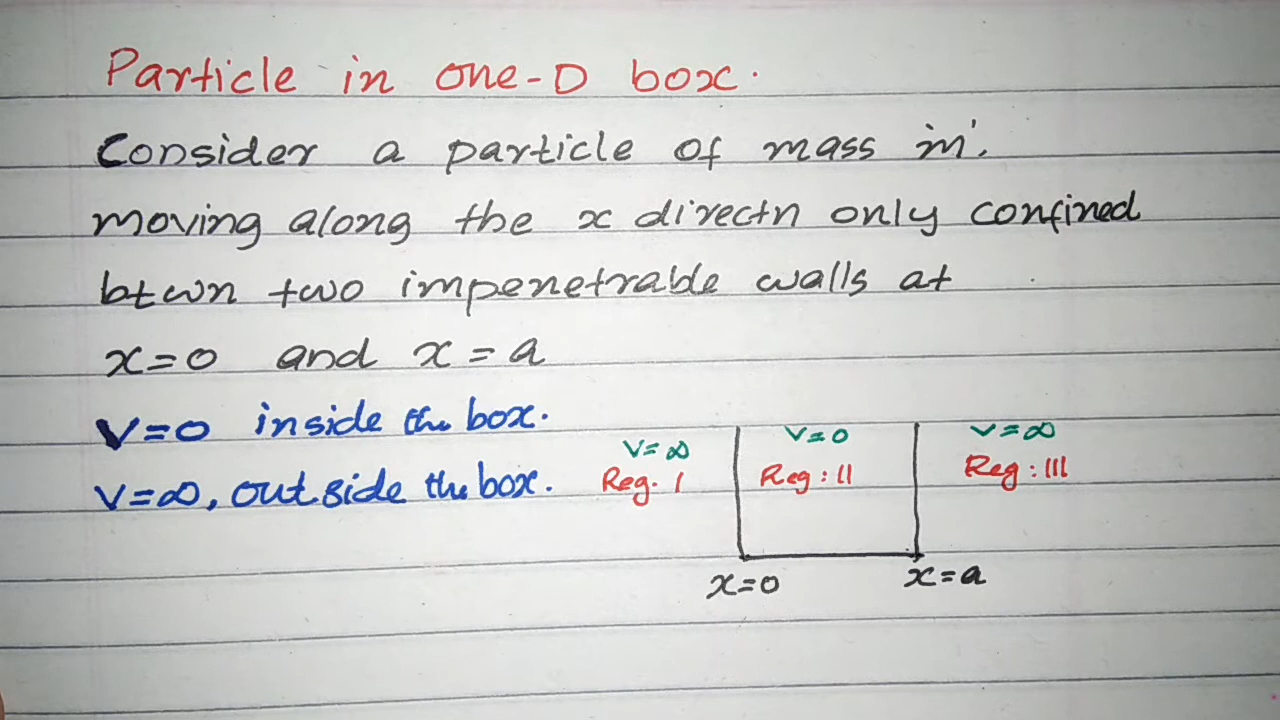 Particle in one-D box.
Consider a particle of mass 'm'.
moving along the x directn only confined
btwn two impenetrable walls at
x=0 and x=a
V=0 inside the box.
V=∞, outside the box.
V=∞ V=0 V=∞
Reg. I Reg: II Reg: III
x=0 x=a